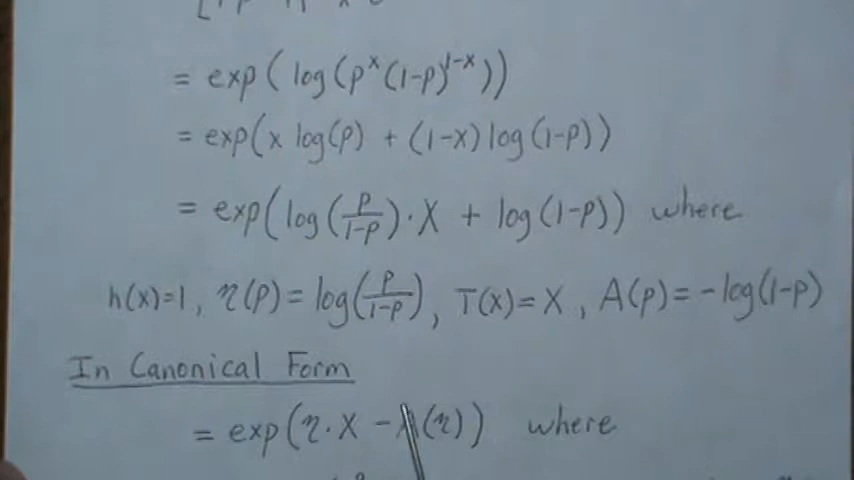 = exp(log(p^x (1-p)^1-x))
= exp(x log(p) + (1-x) log(1-p))
= exp(log(p/1-p)·X + log(1-p)) where
h(x)=1, η(p) = log(p/1-p), T(x) = X, A(p) = -log(1-p)
In Canonical Form
= exp(η·X - A(η)) where